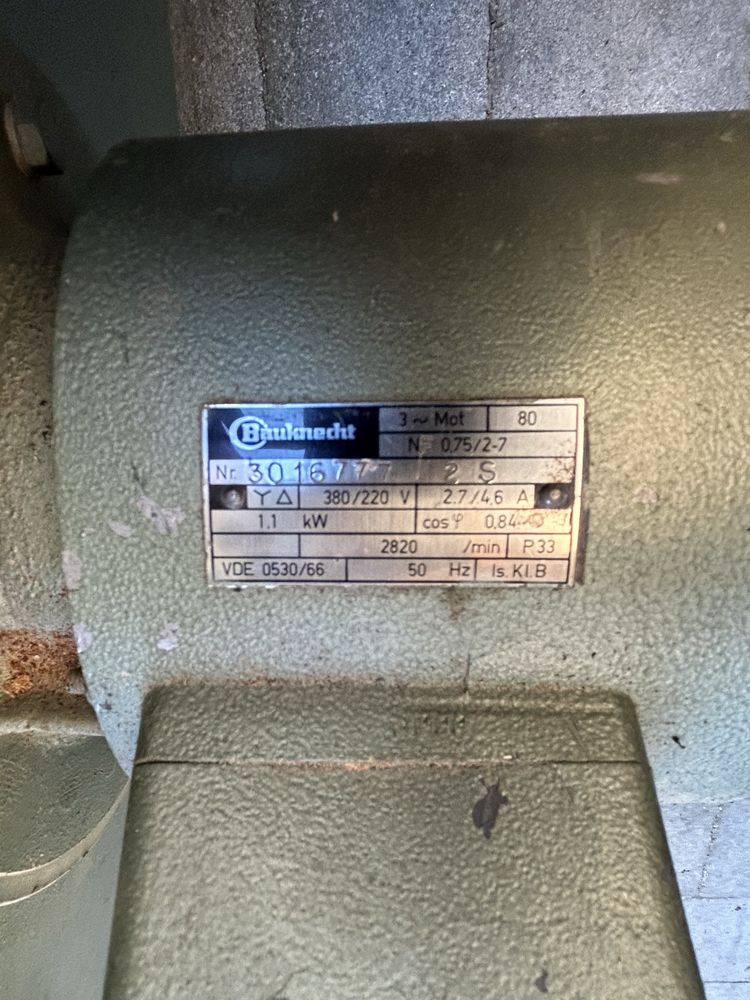 Bauknecht 3 ~ Mot 80
N 0,75/2-7
Nr. 3016777 / 2 S
Y △ 380/220 V 2.7/4,6 A
1,1 kW cos φ 0,84
2820 /min P.33
VDE 0530/66 50 Hz Is. Kl. B